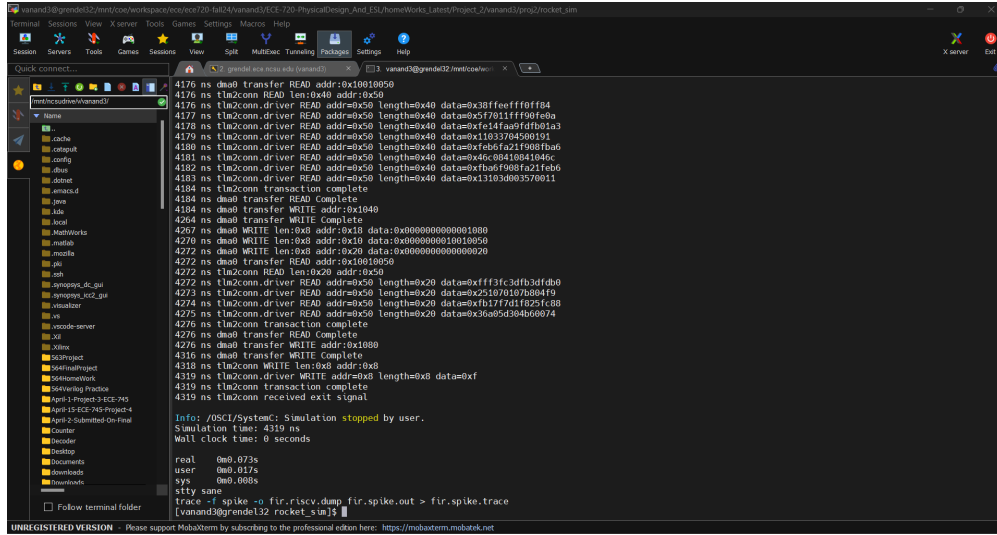 vanand3@grendel32:/mnt/coe/workspace/ece/ece720-fall24/vanand3/ECE-720-PhysicalDesign_And_ESL/homeWorks_Latest/Project_2/vanand3/proj2/rocket_sim
Terminal Sessions View X server Tools Games Settings Macros Help
Session Servers Tools Games Sessions View Split MultiExec Tunneling Packages Settings Help X server Exit
Quick connect...
2. grendel.ece.ncsu.edu (vanand3)
3. vanand3@grendel32:/mnt/coe/wor
/mnt/ncsudrive/v/vanand3/
Name
..
.cache
.catapult
.config
.dbus
.dotnet
.emacs.d
.java
.kde
.local
.MathWorks
.matlab
.mozilla
.pki
.ssh
.synopsys_dc_gui
.synopsys_icc2_gui
.visualizer
.vs
.vscode-server
.Xil
.Xilinx
563Project
564FinalProject
564HomeWork
564Verilog Practice
April-1-Project-3-ECE-745
April-15-ECE-745-Project-4
April-2-Submitted-On-Final
Counter
Decoder
Desktop
Documents
downloads
Downloads
Follow terminal folder
4176 ns dma0 transfer READ addr:0x10010050
4176 ns tlm2conn READ len:0x40 addr:0x50
4176 ns tlm2conn.driver READ addr=0x50 length=0x40 data=0x38ffeefff0ff84
4177 ns tlm2conn.driver READ addr=0x50 length=0x40 data=0x5f7011fff90fe0a
4178 ns tlm2conn.driver READ addr=0x50 length=0x40 data=0xfe14faa9fdfb01a3
4179 ns tlm2conn.driver READ addr=0x50 length=0x40 data=0x11033704500191
4180 ns tlm2conn.driver READ addr=0x50 length=0x40 data=0xfeb6fa21f908fba6
4181 ns tlm2conn.driver READ addr=0x50 length=0x40 data=0x46c08410841046c
4182 ns tlm2conn.driver READ addr=0x50 length=0x40 data=0xfba6f908fa21feb6
4183 ns tlm2conn.driver READ addr=0x50 length=0x40 data=0x13103d003570011
4184 ns tlm2conn transaction complete
4184 ns dma0 transfer READ Complete
4184 ns dma0 transfer WRITE addr:0x1040
4264 ns dma0 transfer WRITE Complete
4267 ns dma0 WRITE len:0x8 addr:0x18 data:0x0000000000001080
4270 ns dma0 WRITE len:0x8 addr:0x10 data:0x0000000010010050
4272 ns dma0 WRITE len:0x8 addr:0x20 data:0x0000000000000020
4272 ns dma0 transfer READ addr:0x10010050
4272 ns tlm2conn READ len:0x20 addr:0x50
4272 ns tlm2conn.driver READ addr=0x50 length=0x20 data=0xfff3fc3dfb3dfdb0
4273 ns tlm2conn.driver READ addr=0x50 length=0x20 data=0x251070107b804f9
4274 ns tlm2conn.driver READ addr=0x50 length=0x20 data=0xfb17f7d1f825fc88
4275 ns tlm2conn.driver READ addr=0x50 length=0x20 data=0x36a05d304b60074
4276 ns tlm2conn transaction complete
4276 ns dma0 transfer READ Complete
4276 ns dma0 transfer WRITE addr:0x1080
4316 ns dma0 transfer WRITE Complete
4318 ns tlm2conn WRITE len:0x8 addr:0x8
4319 ns tlm2conn.driver WRITE addr=0x8 length=0x8 data=0xf
4319 ns tlm2conn transaction complete
4319 ns tlm2conn received exit signal
Info: /OSCI/SystemC: Simulation stopped by user.
Simulation time: 4319 ns
Wall clock time: 0 seconds
real 0m0.073s
user 0m0.017s
sys 0m0.008s
stty sane
trace -f spike -o fir.riscv.dump fir.spike.out > fir.spike.trace
[vanand3@grendel32 rocket_sim]$
UNREGISTERED VERSION - Please support MobaXterm by subscribing to the professional edition here: https://mobaxterm.mobatek.net